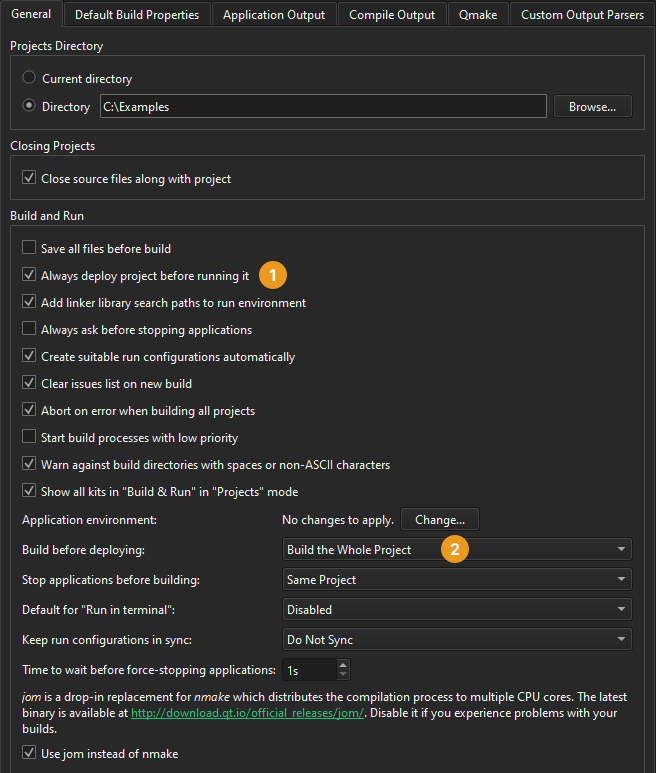 General
Default Build Properties
Application Output
Compile Output
Qmake
Custom Output Parsers
Projects Directory
Current directory
Directory C:\Examples Browse...
Closing Projects
Close source files along with project
Build and Run
Save all files before build
Always deploy project before running it 1
Add linker library search paths to run environment
Always ask before stopping applications
Create suitable run configurations automatically
Clear issues list on new build
Abort on error when building all projects
Start build processes with low priority
Warn against build directories with spaces or non-ASCII characters
Show all kits in "Build & Run" in "Projects" mode
Application environment: No changes to apply. Change...
Build before deploying: Build the Whole Project 2
Stop applications before building: Same Project
Default for "Run in terminal": Disabled
Keep run configurations in sync: Do Not Sync
Time to wait before force-stopping applications: 1s
jom is a drop-in replacement for nmake which distributes the compilation process to multiple CPU cores. The latest
binary is available at http://download.qt.io/official_releases/jom/. Disable it if you experience problems with your
builds.
Use jom instead of nmake